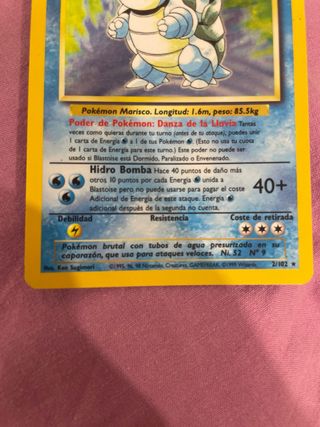 Pokémon Marisco. Longitud: 1.6m, peso: 85.5kg
Poder de Pokémon: Danza de la Lluvia Tantas
veces como quieras durante tu turno (antes de tu ataque), puedes unir
1 carta de Energía a 1 de tus Pokémon. (Esto no usa tu cuota de
1 carta de Energía para este turno.) Este poder no puede ser
usado si Blastoise está Dormido, Paralizado o Envenenado.
Hidro Bomba Hace 40 puntos de daño más
otros 10 puntos por cada Energía unida a
Blastoise pero no puede usarse para pagar el coste
Adicional de Energía de este ataque. Energía
adicional después de la segunda no cuenta.
40+
Debilidad Resistencia Coste de retirada
Pokémon brutal con tubos de agua presurizada en su
caparazón, que usa para ataques veloces. Ni. 52 Nº 9
Ilus. Ken Sugimori ©1995, 96, 98 Nintendo, Creatures, GAMEFREAK. ©1999 Wizards. 2/102 ★